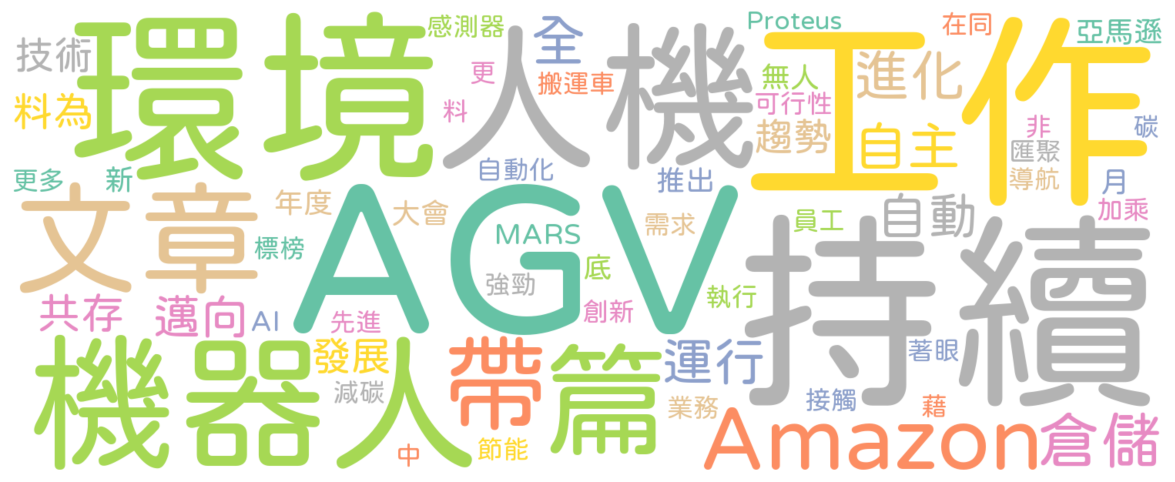 環境
人機
工作
AGV
持續
文章
機器人
帶
篇
Amazon
倉儲
運行
自動
自主
進化
趨勢
全
技術
料為
感測器
更
料
搬運車
Proteus
無人
可行性
在同
亞馬遜
非
碳
匯聚
導航
月
加乘
更多
新
自動化
推出
年度
大會
需求
員工
標榜
MARS
強勁
底
創新
執行
共存
邁向
AI
先進
發展
減碳
中
節能
業務
接觸
著眼
藉